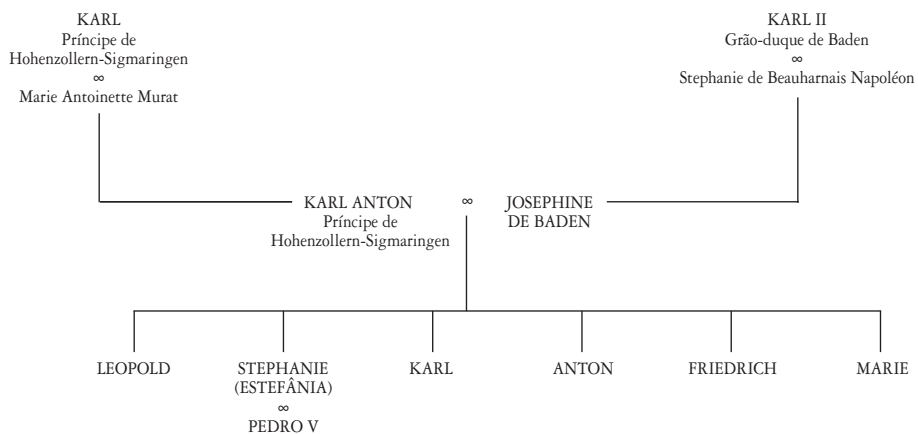 KARL
Príncipe de
Hohenzollern-Sigmaringen
∞
Marie Antoinette Murat
KARL II
Grão-duque de Baden
∞
Stephanie de Beauharnais Napoléon
KARL ANTON
Príncipe de
Hohenzollern-Sigmaringen
∞
JOSEPHINE
DE BADEN
LEOPOLD
STEPHANIE
(ESTEFÂNIA)
∞
PEDRO V
KARL
ANTON
FRIEDRICH
MARIE